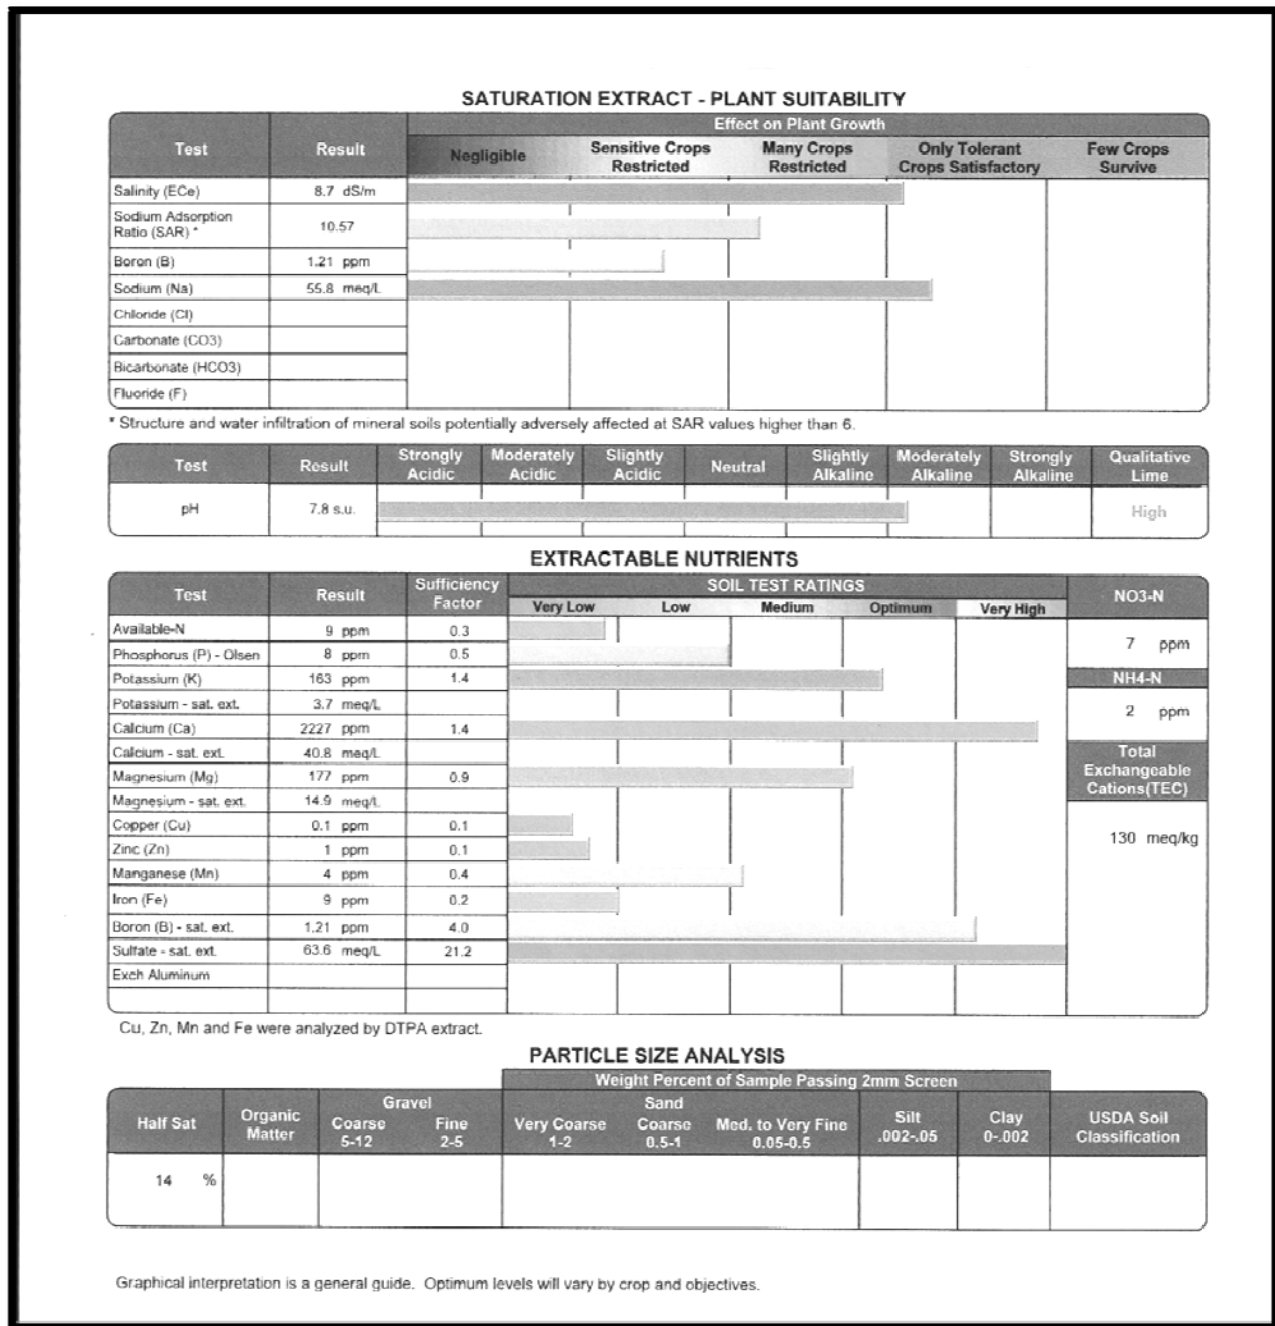 SATURATION EXTRACT - PLANT SUITABILITY
Test Result Effect on Plant Growth
Negligible Sensitive Crops Restricted Many Crops Restricted Only Tolerant Crops Satisfactory Few Crops Survive
Salinity (ECe) 8.7 dS/m
Sodium Adsorption Ratio (SAR) * 10.57
Boron (B) 1.21 ppm
Sodium (Na) 55.8 meq/L
Chloride (Cl)
Carbonate (CO3)
Bicarbonate (HCO3)
Fluoride (F)
* Structure and water infiltration of mineral soils potentially adversely affected at SAR values higher than 6.
Test Result Strongly Acidic Moderately Acidic Slightly Acidic Neutral Slightly Alkaline Moderately Alkaline Strongly Alkaline Qualitative Lime
pH 7.8 s.u. High
EXTRACTABLE NUTRIENTS
Test Result Sufficiency Factor SOIL TEST RATINGS NO3-N
Very Low Low Medium Optimum Very High
Available-N 9 ppm 0.3
7 ppm
Phosphorus (P) - Olsen 8 ppm 0.5
Potassium (K) 163 ppm 1.4
NH4-N
Potassium - sat. ext. 3.7 meq/L
2 ppm
Calcium (Ca) 2227 ppm 1.4
Calcium - sat. ext. 40.8 meq/L
Total Exchangeable Cations(TEC)
Magnesium (Mg) 177 ppm 0.9
Magnesium - sat. ext. 14.9 meq/L
Copper (Cu) 0.1 ppm 0.1
130 meq/kg
Zinc (Zn) 1 ppm 0.1
Manganese (Mn) 4 ppm 0.4
Iron (Fe) 9 ppm 0.2
Boron (B) - sat. ext. 1.21 ppm 4.0
Sulfate - sat. ext. 63.6 meq/L 21.2
Exch Aluminum
Cu, Zn, Mn and Fe were analyzed by DTPA extract.
PARTICLE SIZE ANALYSIS
Weight Percent of Sample Passing 2mm Screen
Half Sat Organic Matter Gravel Sand Silt .002-.05 Clay 0-.002 USDA Soil Classification
Coarse 5-12 Fine 2-5 Very Coarse 1-2 Coarse 0.5-1 Med. to Very Fine 0.05-0.5
14 %
Graphical interpretation is a general guide. Optimum levels will vary by crop and objectives.